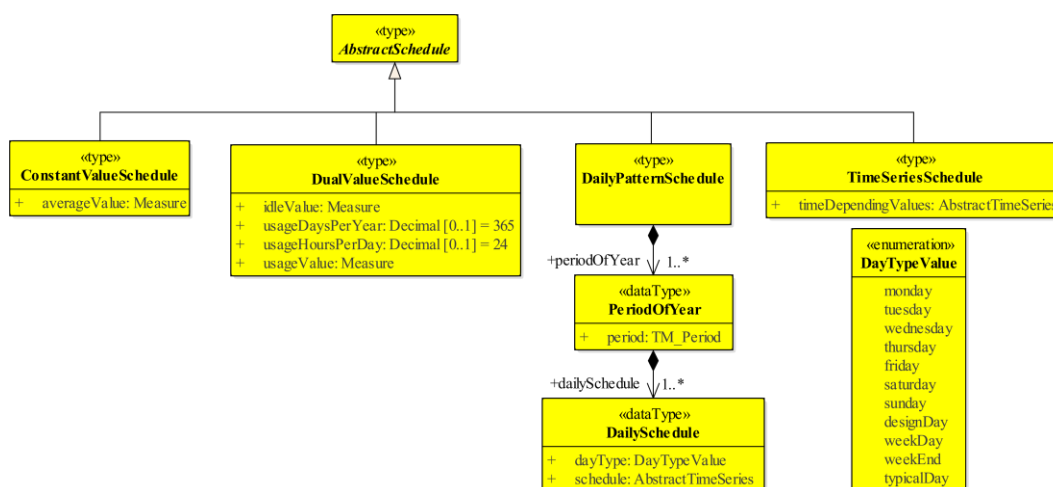 «type»
AbstractSchedule
«type»
ConstantValueSchedule
+ averageValue: Measure
«type»
DualValueSchedule
+ idleValue: Measure
+ usageDaysPerYear: Decimal [0..1] = 365
+ usageHoursPerDay: Decimal [0..1] = 24
+ usageValue: Measure
«type»
DailyPatternSchedule
«type»
TimeSeriesSchedule
+ timeDependingValues: AbstractTimeSeries
+periodOfYear 1..*
«dataType»
PeriodOfYear
+ period: TM_Period
+dailySchedule 1..*
«dataType»
DailySchedule
+ dayType: DayTypeValue
+ schedule: AbstractTimeSeries
«enumeration»
DayTypeValue
monday
tuesday
wednesday
thursday
friday
saturday
sunday
designDay
weekDay
weekEnd
typicalDay